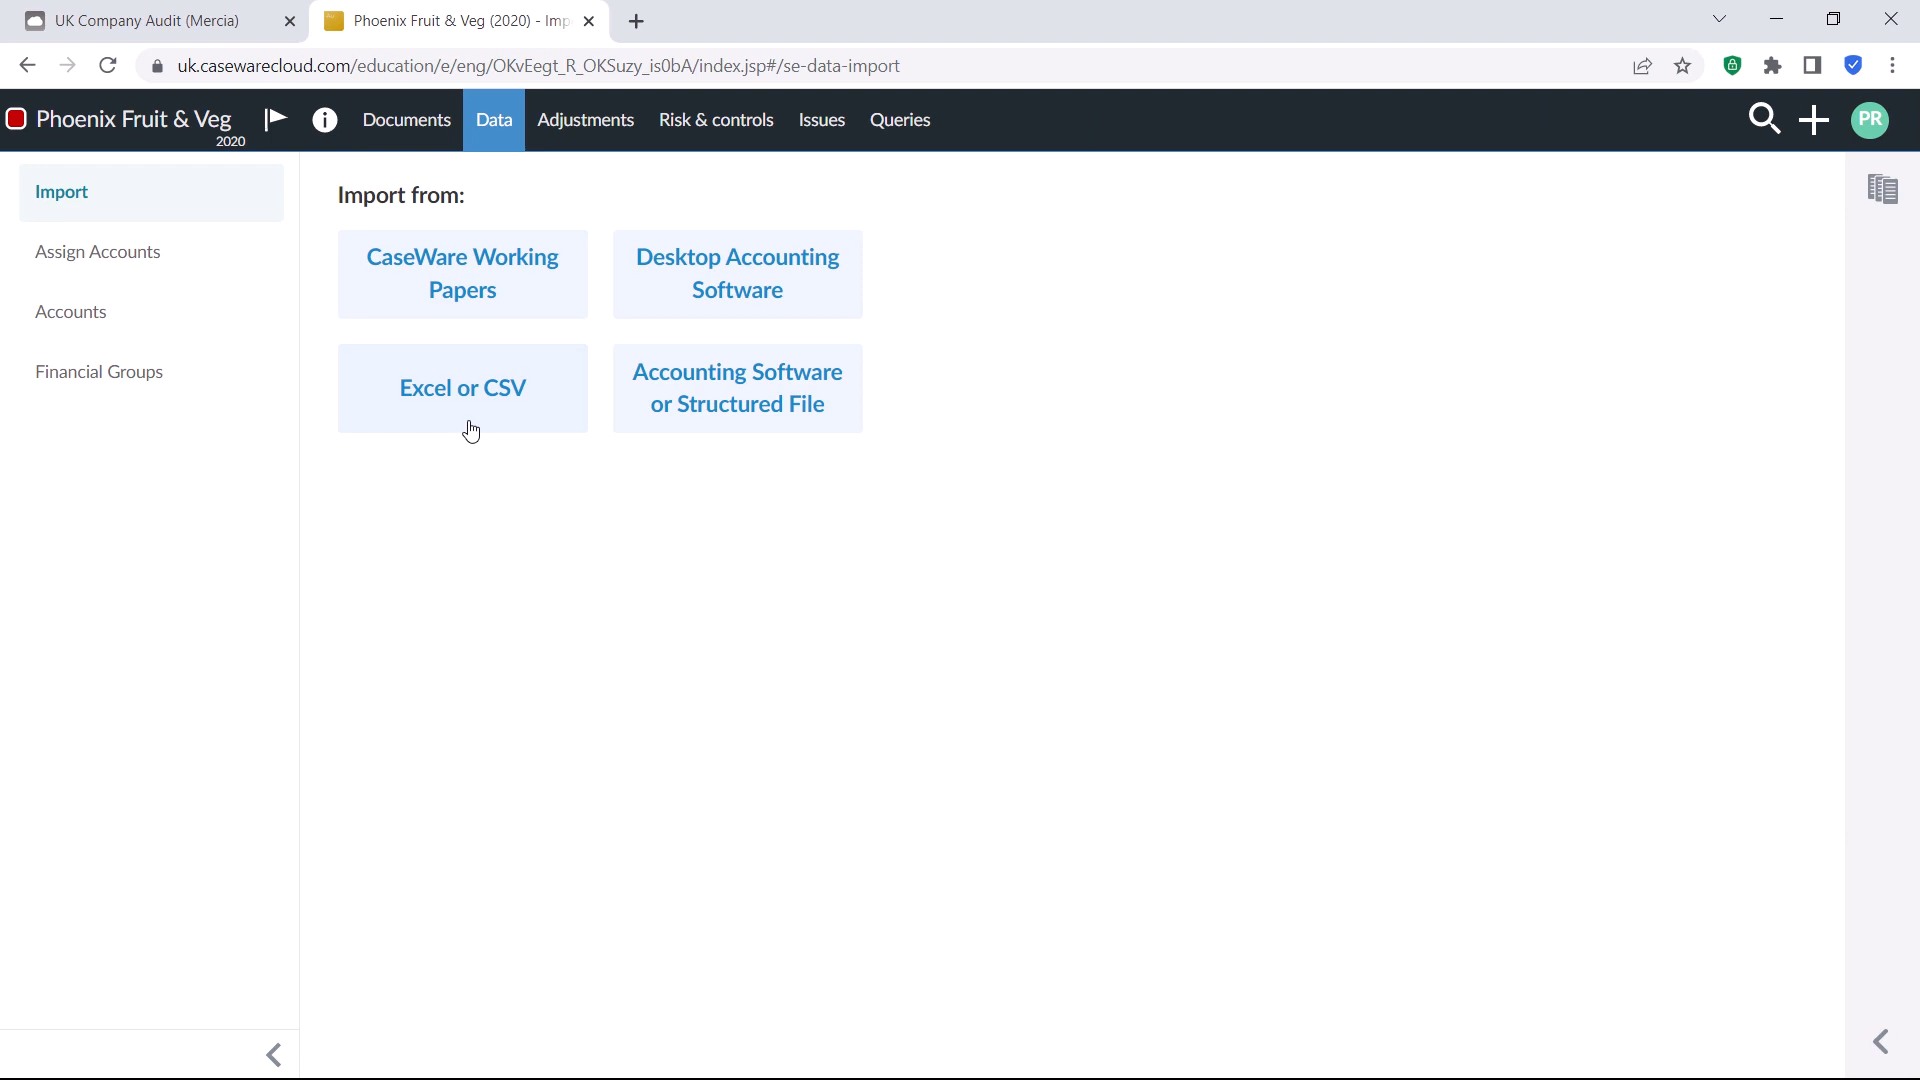 UK Company Audit (Mercia)
Phoenix Fruit & Veg (2020) - Imp
uk.casewarecloud.com/education/e/eng/OKvEegt_R_OKSuzy_is0bA/index.jsp#/se-data-import
Phoenix Fruit & Veg
2020
Documents Data Adjustments Risk & controls Issues Queries
PR
Import
Assign Accounts
Accounts
Financial Groups
Import from:
CaseWare Working
Papers
Desktop Accounting
Software
Excel or CSV
Accounting Software
or Structured File